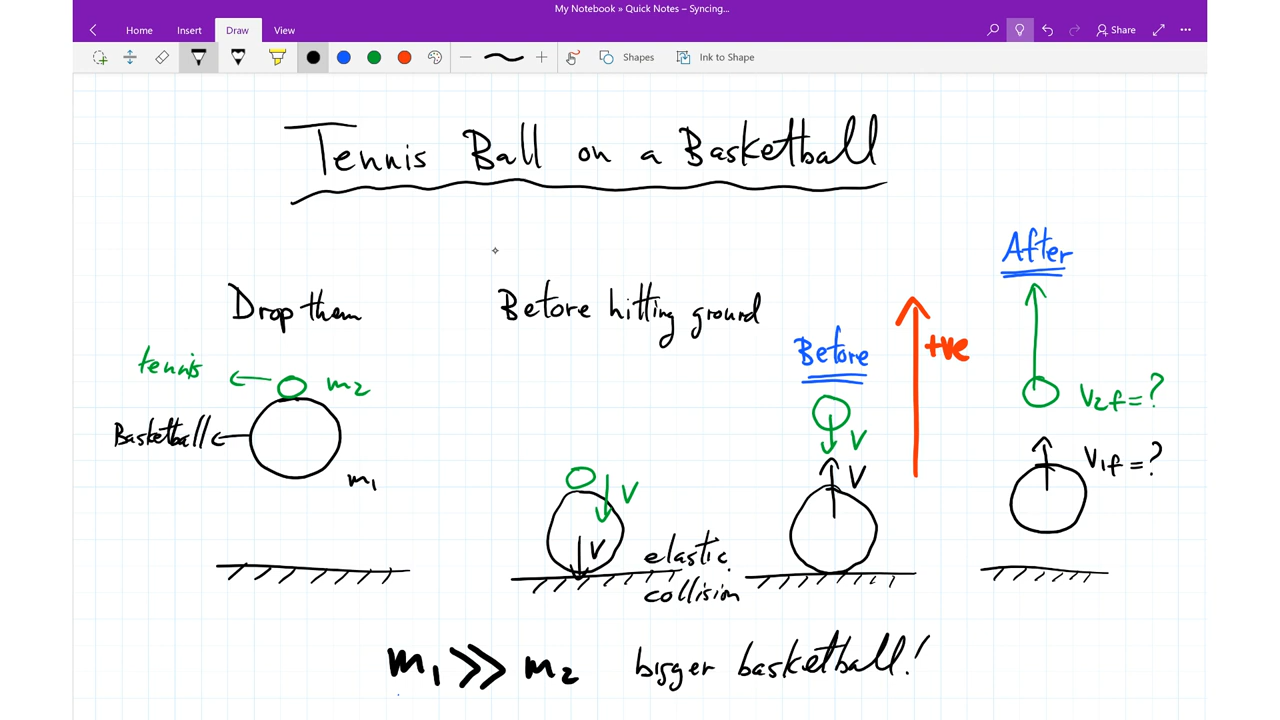 My Notebook » Quick Notes – Syncing...
Home Insert Draw View Share
Shapes Ink to Shape
Tennis Ball on a Basketball
After
Drop them
Before hitting ground
Before
+ve
tennis
m2
v2f = ?
Basketball
v
v1f = ?
m1
v
v
v
elastic
collision
m1 >> m2 bigger basketball!